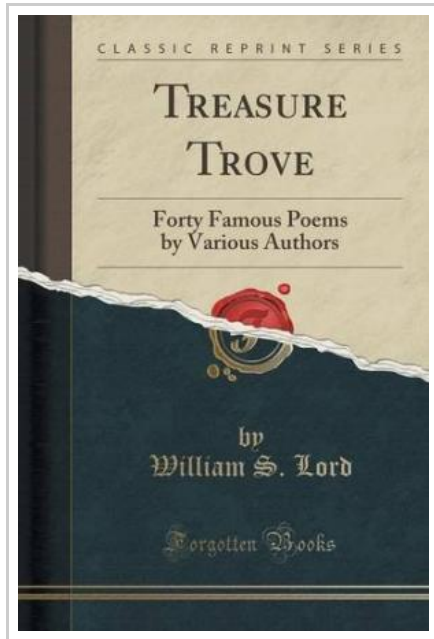 CLASSIC REPRINT SERIES
TREASURE
TROVE
Forty Famous Poems
by Various Authors
by
William S. Lord
Forgotten Books